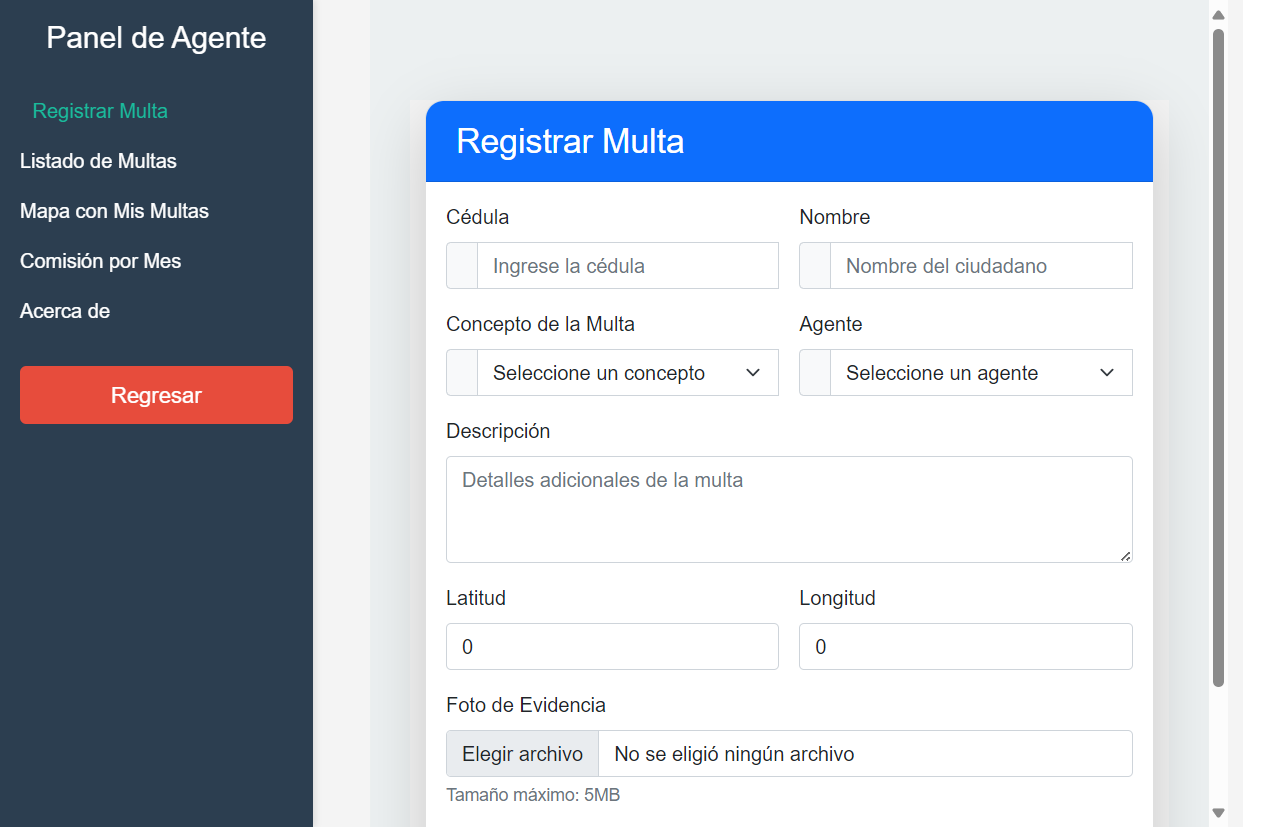 Panel de Agente
Registrar Multa
Listado de Multas
Mapa con Mis Multas
Comisión por Mes
Acerca de
Regresar
Registrar Multa
Cédula
Nombre
Ingrese la cédula
Nombre del ciudadano
Concepto de la Multa
Agente
Seleccione un concepto
Seleccione un agente
Descripción
Detalles adicionales de la multa
Latitud
Longitud
0
0
Foto de Evidencia
Elegir archivo No se eligió ningún archivo
Tamaño máximo: 5MB